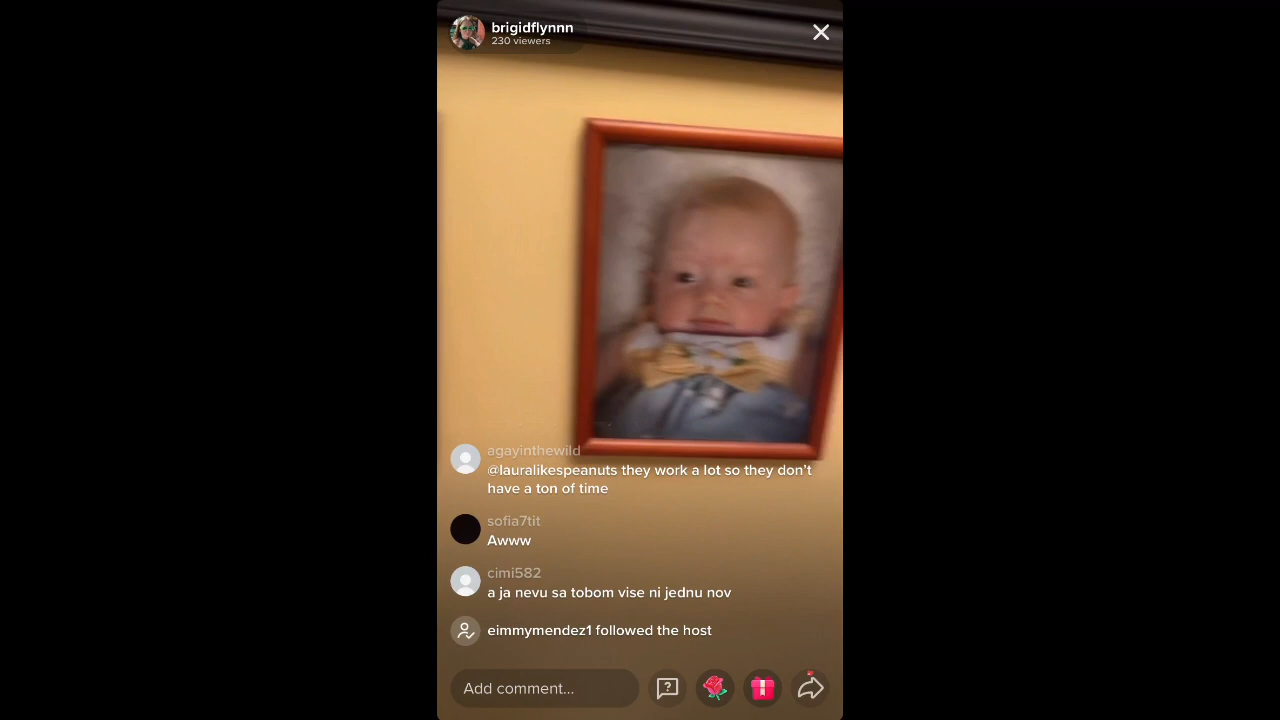 brigidflynnn
230 viewers
agayinthewild
@lauralikespeanuts they work a lot so they don't
have a ton of time
sofia7tit
Awww
cimi582
a ja nevu sa tobom vise ni jednu nov
eimmymendez1 followed the host
Add comment...